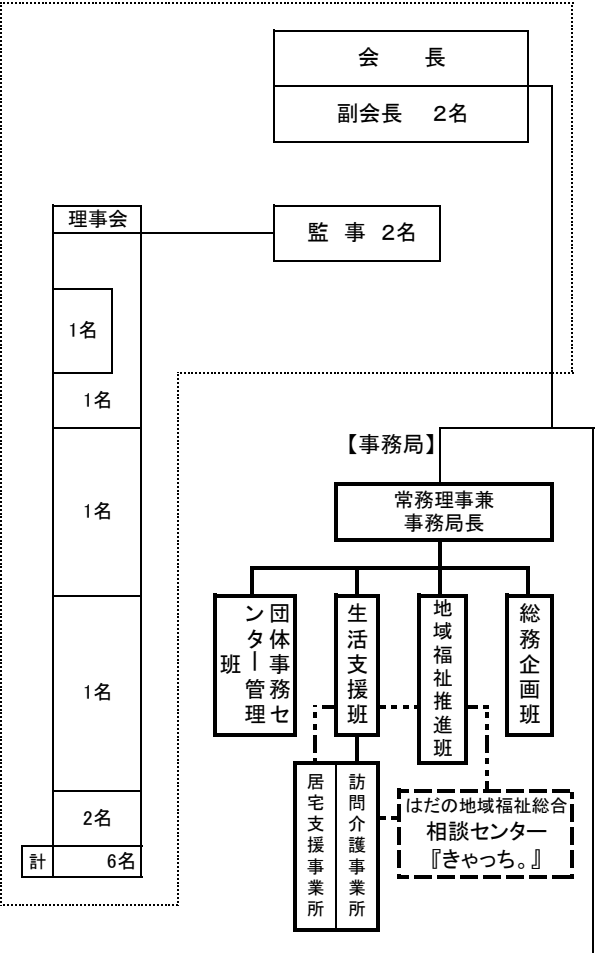 会　　長
副会長　２名
理事会
監　事 ２名
1名
1名
1名
1名
2名
計　6名
【事務局】
常務理事兼
事務局長
団体事務セ
ンター管理
班
生活支援班
地域福祉推進班
総務企画班
居宅支援事業所
訪問介護事業所
はだの地域福祉総合
相談センター
『きゃっち。』